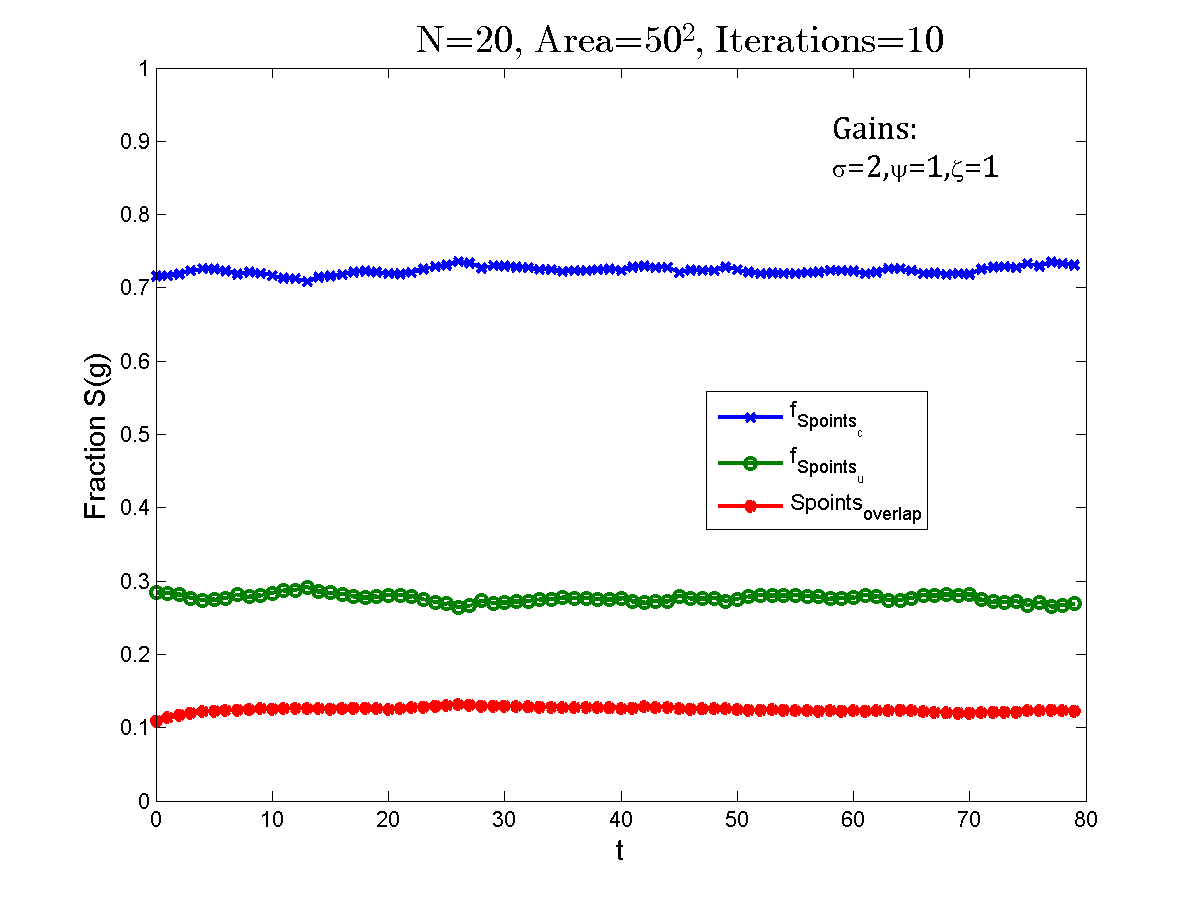 N=20, Area=50², Iterations=10
Gains:
σ=2,ψ=1,ζ=1
1
0.9
0.8
0.7
0.6
0.5
0.4
0.3
0.2
0.1
0
Fraction S(g)
f_Spoints_c
f_Spoints_u
Spoints_overlap
0 10 20 30 40 50 60 70 80
t